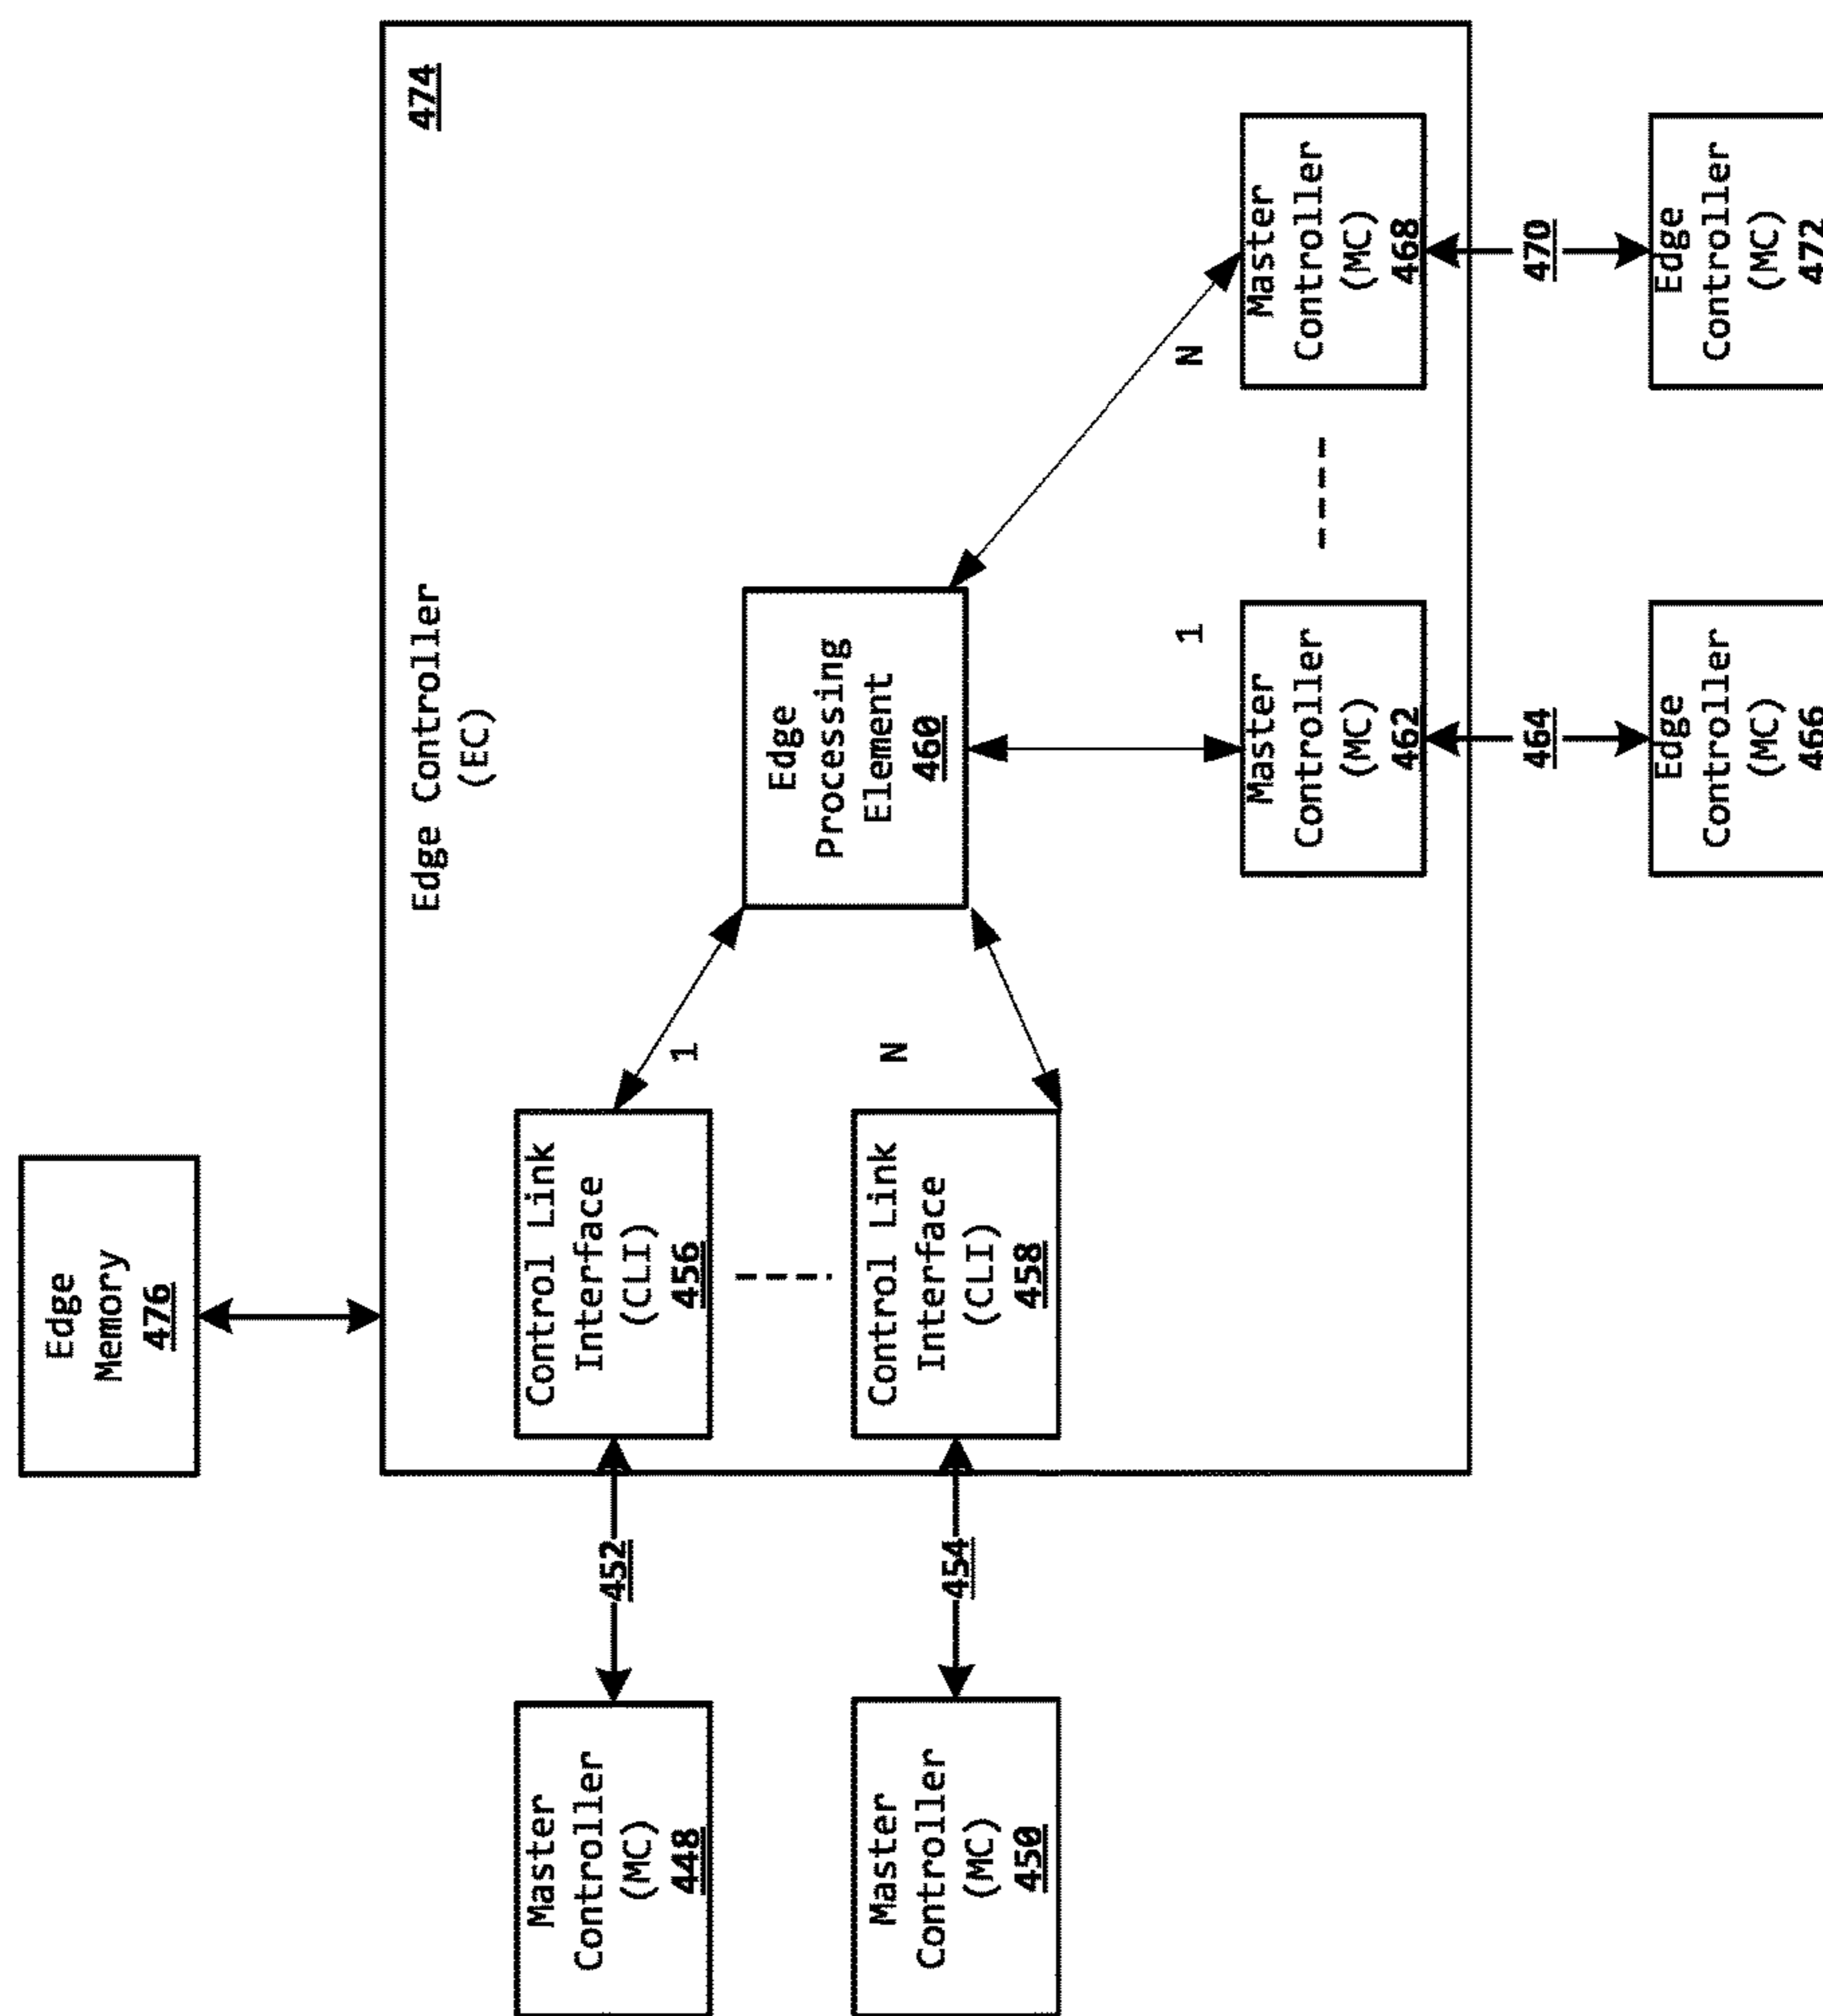 Edge
Memory
476
Edge Controller
(EC)
474
Master
Controller
(MC)
448
452
Control Link
Interface
(CLI)
456
1
Edge
Processing
Element
460
Master
Controller
(MC)
450
454
Control Link
Interface
(CLI)
458
N
1
N
Master
Controller
(MC)
462
Master
Controller
(MC)
468
464
470
Edge
Controller
(MC)
466
Edge
Controller
(MC)
472